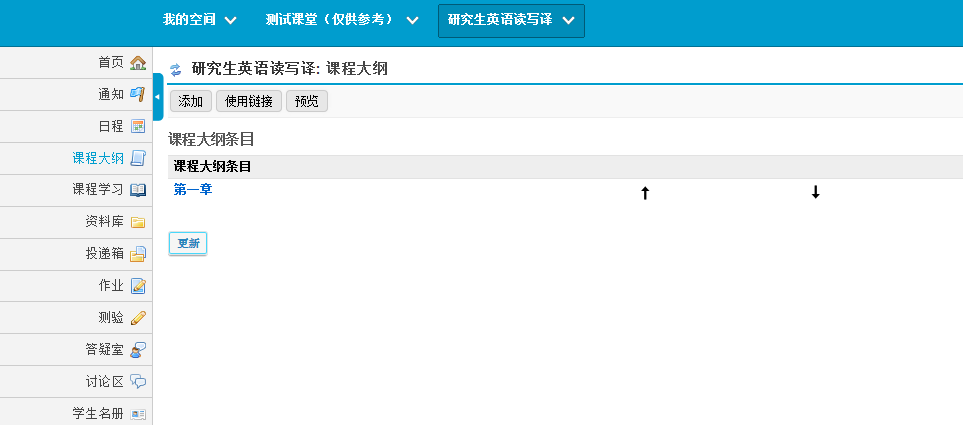 我的空间 测试课堂（仅供参考） 研究生英语读写译
首页
通知
日程
课程大纲
课程学习
资料库
投递箱
作业
测验
答疑室
讨论区
学生名册
研究生英语读写译: 课程大纲
添加 使用链接 预览
课程大纲条目
课程大纲条目
第一章
更新